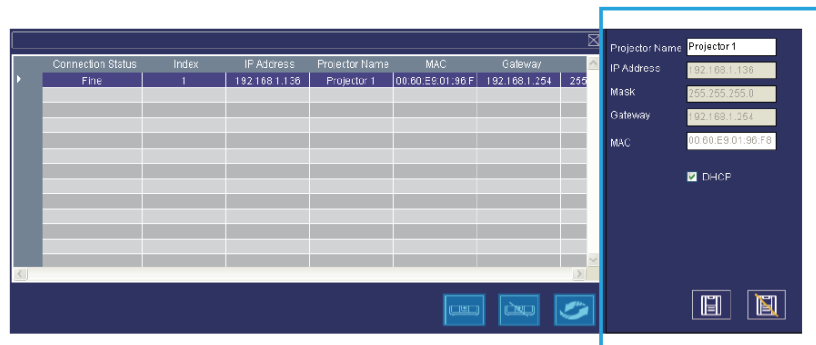 Connection Status Index IP Address Projector Name MAC Gateway
Fine 1 192.168.1.136 Projector 1 00:60:E9:01:96:F 192.168.1.254 255
Projector Name Projector 1
IP Address 192.168.1.136
Mask 255.255.255.0
Gateway 192.168.1.254
MAC 00:60:E9:01:96:F8
DHCP